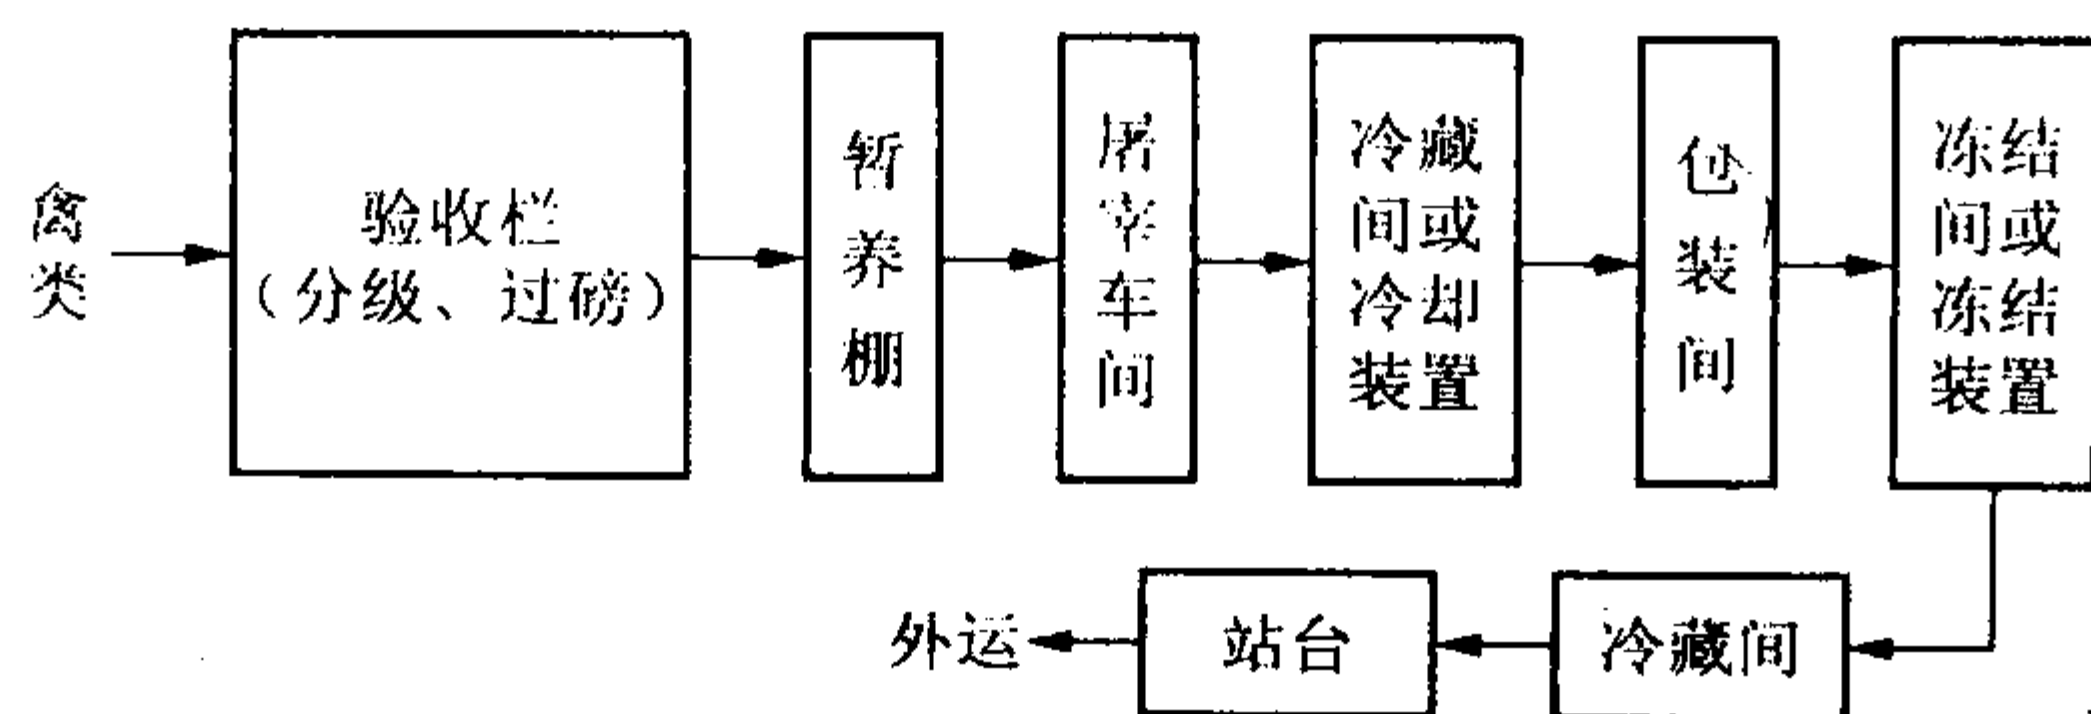 禽
类
验收栏
（分级、过磅）
暂
养
棚
屠
宰
车
间
冷藏
间或
冷却
装置
包
装
间
冻结
间或
冻结
装置
外运
站台
冷藏间